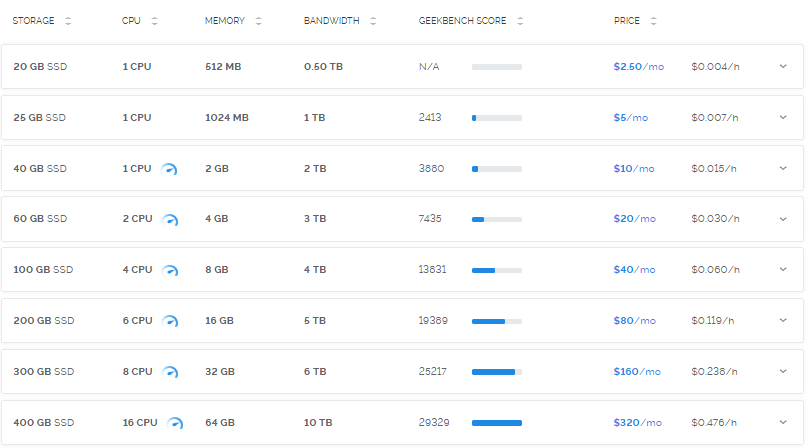 STORAGE CPU MEMORY BANDWIDTH GEEKBENCH SCORE PRICE
20 GB SSD 1 CPU 512 MB 0.50 TB N/A $2.50/mo $0.004/h
25 GB SSD 1 CPU 1024 MB 1 TB 2413 $5/mo $0.007/h
40 GB SSD 1 CPU 2 GB 2 TB 3880 $10/mo $0.015/h
60 GB SSD 2 CPU 4 GB 3 TB 7435 $20/mo $0.030/h
100 GB SSD 4 CPU 8 GB 4 TB 13831 $40/mo $0.060/h
200 GB SSD 6 CPU 16 GB 5 TB 19389 $80/mo $0.119/h
300 GB SSD 8 CPU 32 GB 6 TB 25217 $160/mo $0.238/h
400 GB SSD 16 CPU 64 GB 10 TB 29329 $320/mo $0.476/h